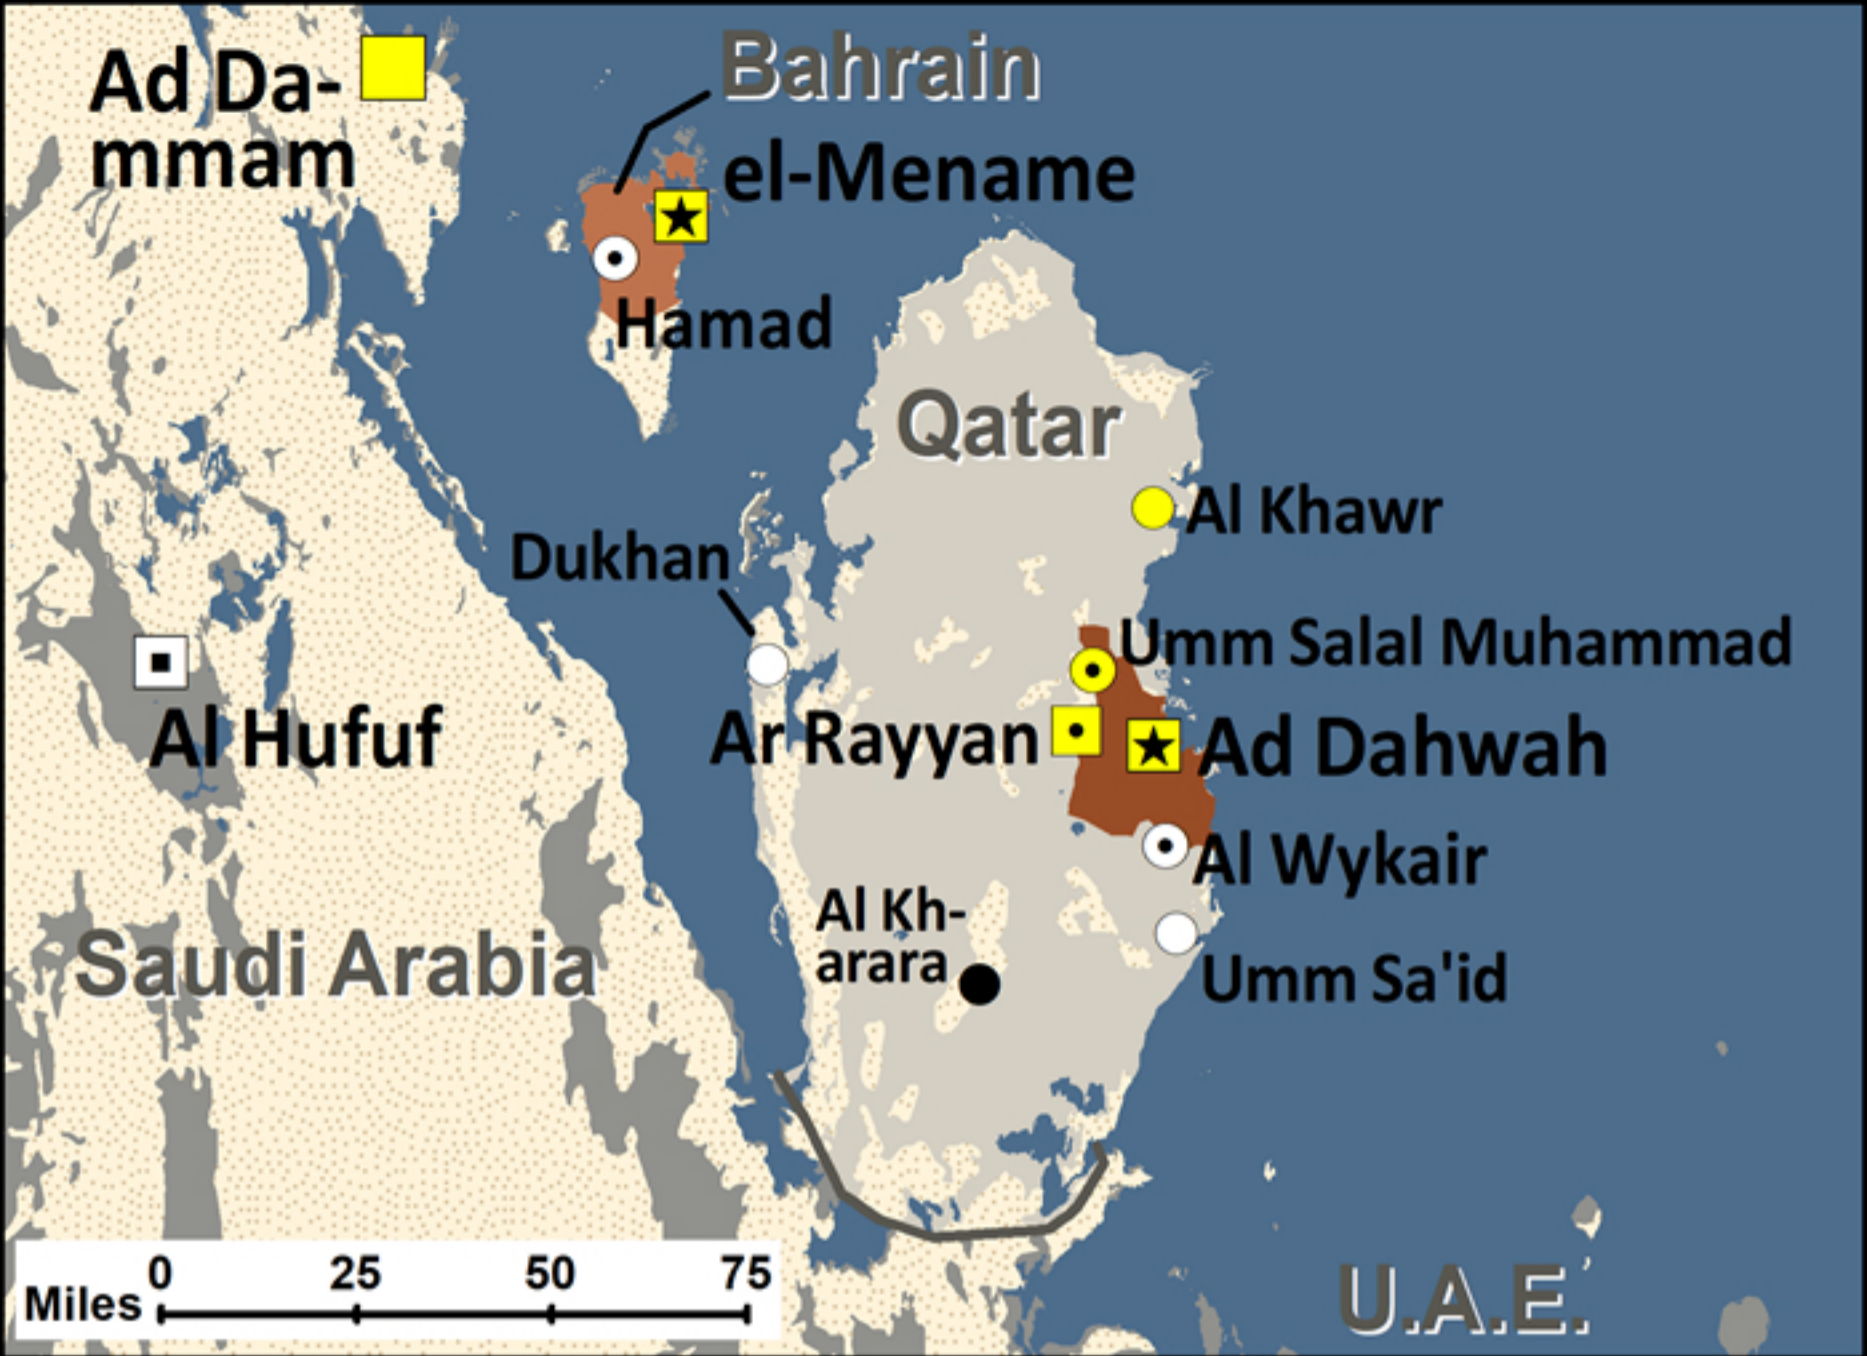 Ad Da-
mmam
Bahrain
el-Mename
Hamad
Qatar
Al Khawr
Dukhan
Umm Salal Muhammad
Ar Rayyan
Ad Dahwah
Al Hufuf
Al Wykair
Al Kh-
arara
Saudi Arabia
Umm Sa'id
0 25 50 75
Miles
U.A.E.